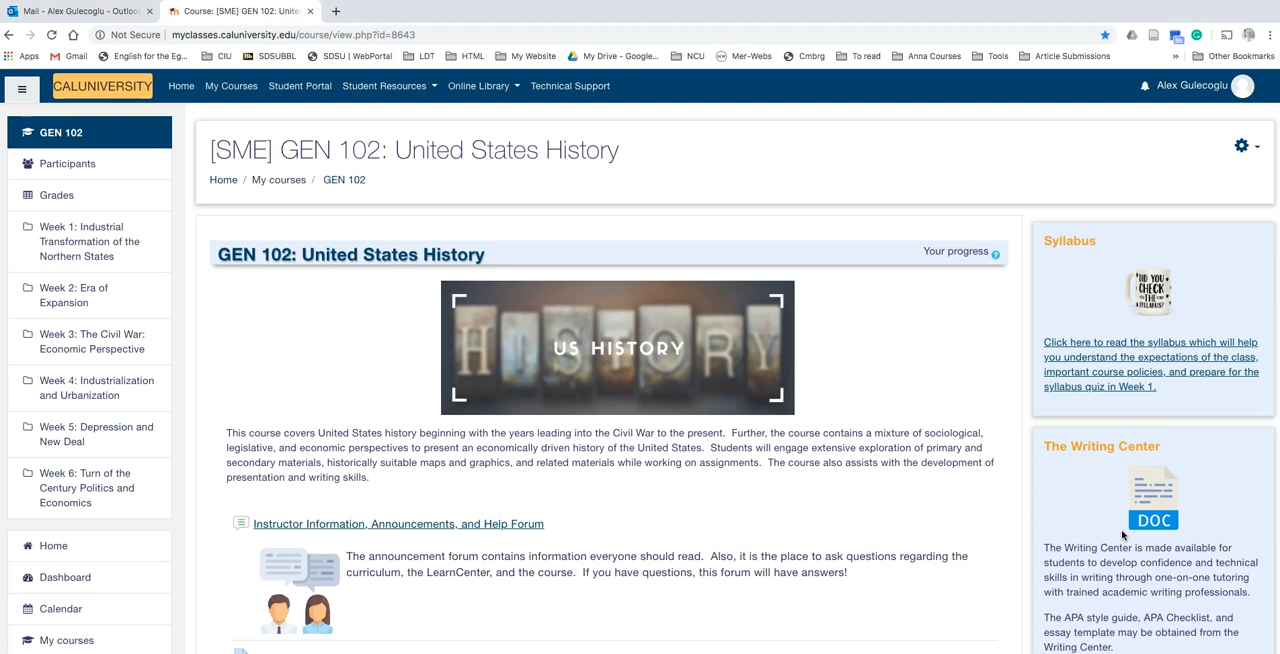 Mail - Alex Gulecoglu - Outlook
Course: [SME] GEN 102: Unite
Not Secure | myclasses.caluniversity.edu/course/view.php?id=8643
Apps Gmail English for the Eg... CIU SDSUBBL SDSU | WebPortal LDT HTML My Website My Drive - Google... NCU Mer-Webs Cmbrg To read Anna Courses Tools Article Submissions » Other Bookmarks
CALUNIVERSITY Home My Courses Student Portal Student Resources Online Library Technical Support Alex Gulecoglu
GEN 102
Participants
Grades
Week 1: Industrial
Transformation of the
Northern States
Week 2: Era of
Expansion
Week 3: The Civil War:
Economic Perspective
Week 4: Industrialization
and Urbanization
Week 5: Depression and
New Deal
Week 6: Turn of the
Century Politics and
Economics
Home
Dashboard
Calendar
My courses
[SME] GEN 102: United States History
Home / My courses / GEN 102
GEN 102: United States History
Your progress
HISTORY
US HISTORY
This course covers United States history beginning with the years leading into the Civil War to the present. Further, the course contains a mixture of sociological,
legislative, and economic perspectives to present an economically driven history of the United States. Students will engage extensive exploration of primary and
secondary materials, historically suitable maps and graphics, and related materials while working on assignments. The course also assists with the development of
presentation and writing skills.
Instructor Information, Announcements, and Help Forum
The announcement forum contains information everyone should read. Also, it is the place to ask questions regarding the
curriculum, the LearnCenter, and the course. If you have questions, this forum will have answers!
Syllabus
DID YOU
CHECK
THE
SYLLABUS?
Click here to read the syllabus which will help
you understand the expectations of the class,
important course policies, and prepare for the
syllabus quiz in Week 1.
The Writing Center
DOC
The Writing Center is made available for
students to develop confidence and technical
skills in writing through one-on-one tutoring
with trained academic writing professionals.
The APA style guide, APA Checklist, and
essay template may be obtained from the
Writing Center.